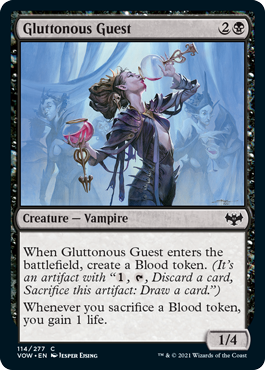 Gluttonous Guest 2
Creature — Vampire
When Gluttonous Guest enters the
battlefield, create a Blood token. (It's
an artifact with “1, , Discard a card,
Sacrifice this artifact: Draw a card.”)
Whenever you sacrifice a Blood token,
you gain 1 life.
1/4
114/277 C
VOW • EN Jesper Ejsing
™ & © 2021 Wizards of the Coast